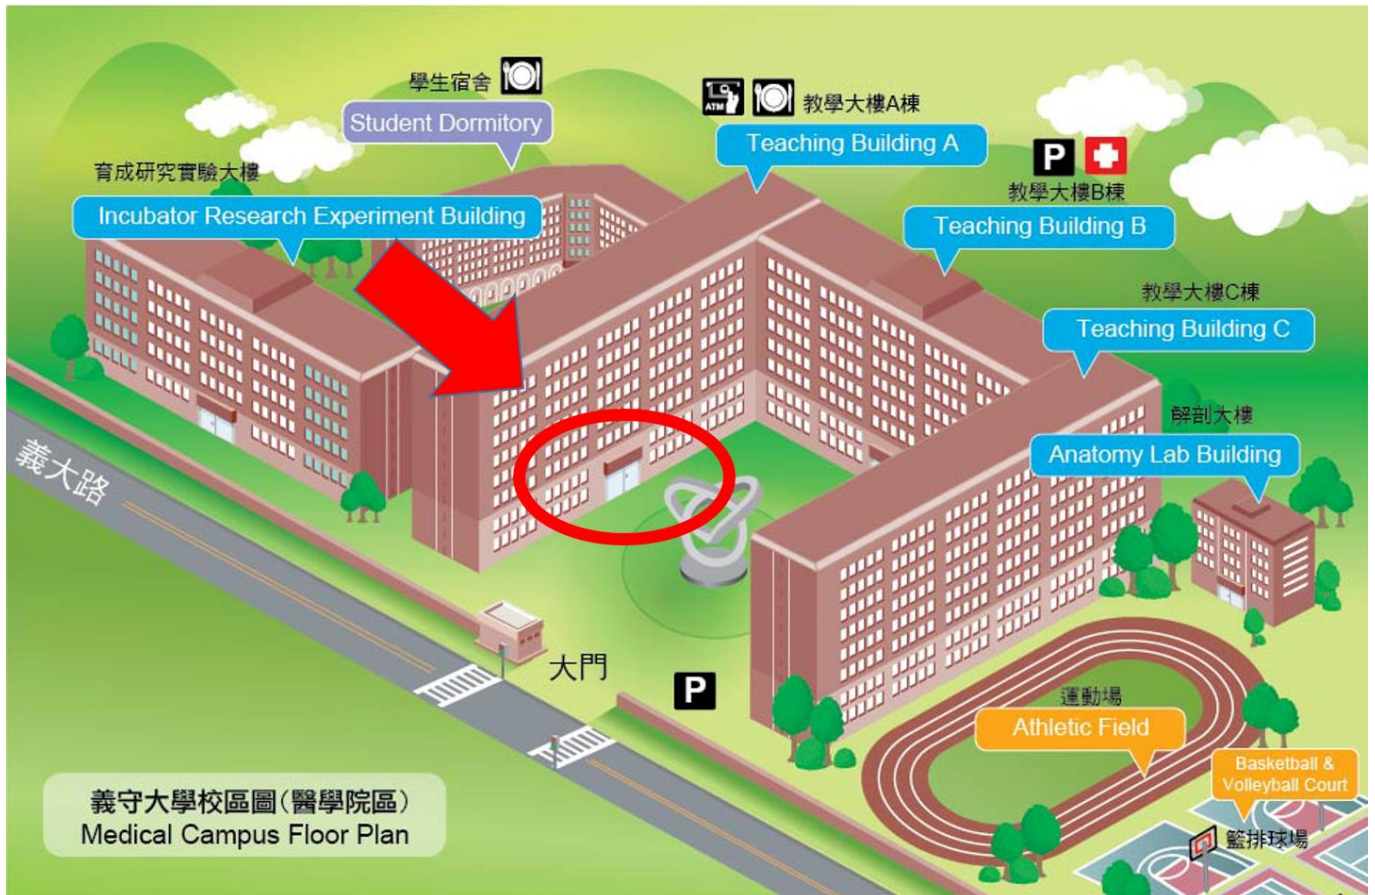 學生宿舍
Student Dormitory
ATM
教學大樓A棟
Teaching Building A
P
教學大樓B棟
Teaching Building B
育成研究實驗大樓
Incubator Research Experiment Building
教學大樓C棟
Teaching Building C
解剖大樓
Anatomy Lab Building
義大路
大門
P
運動場
Athletic Field
Basketball &
Volleyball Court
籃排球場
義守大學校區圖(醫學院區)
Medical Campus Floor Plan